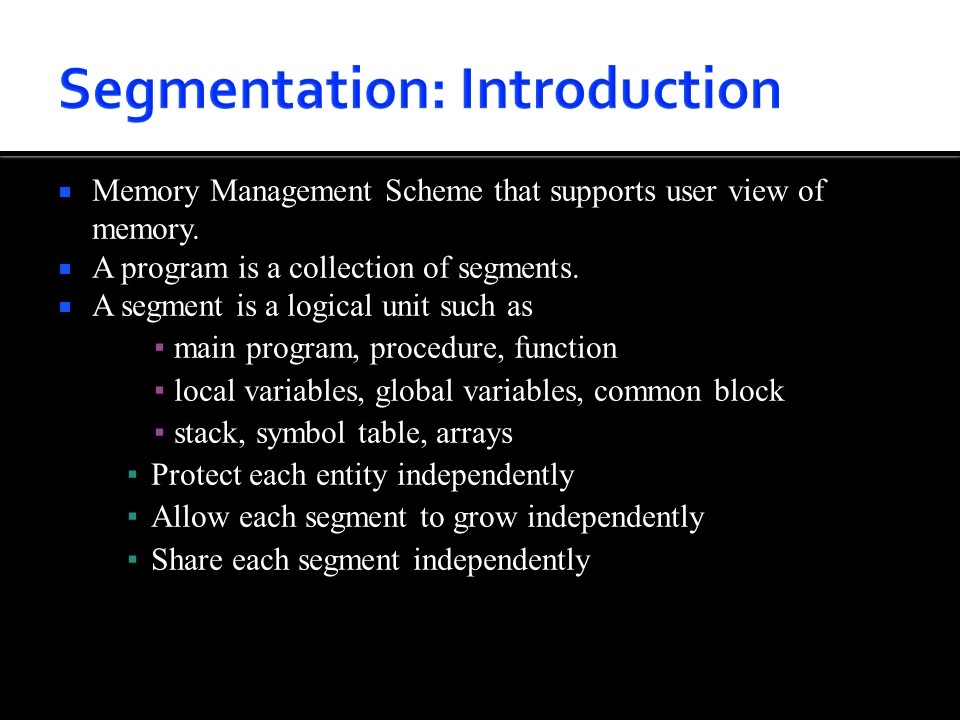 Segmentation: Introduction
Memory Management Scheme that supports user view of
memory.
A program is a collection of segments.
A segment is a logical unit such as
main program, procedure, function
local variables, global variables, common block
stack, symbol table, arrays
Protect each entity independently
Allow each segment to grow independently
Share each segment independently